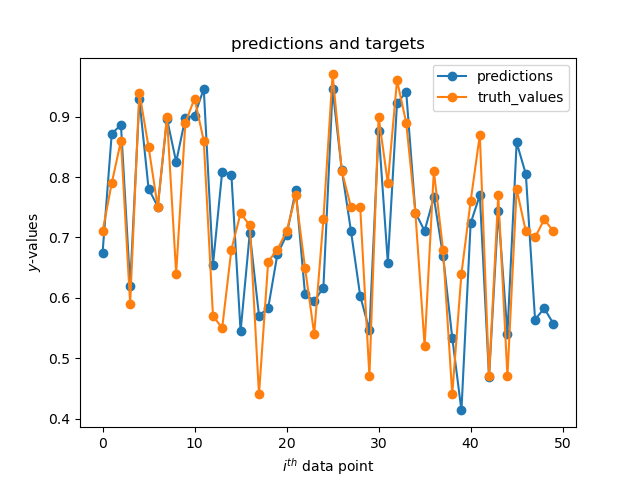 predictions and targets
predictions
truth_values
0.9
0.8
0.7
0.6
0.5
0.4
y-values
0 10 20 30 40 50
i^th data point